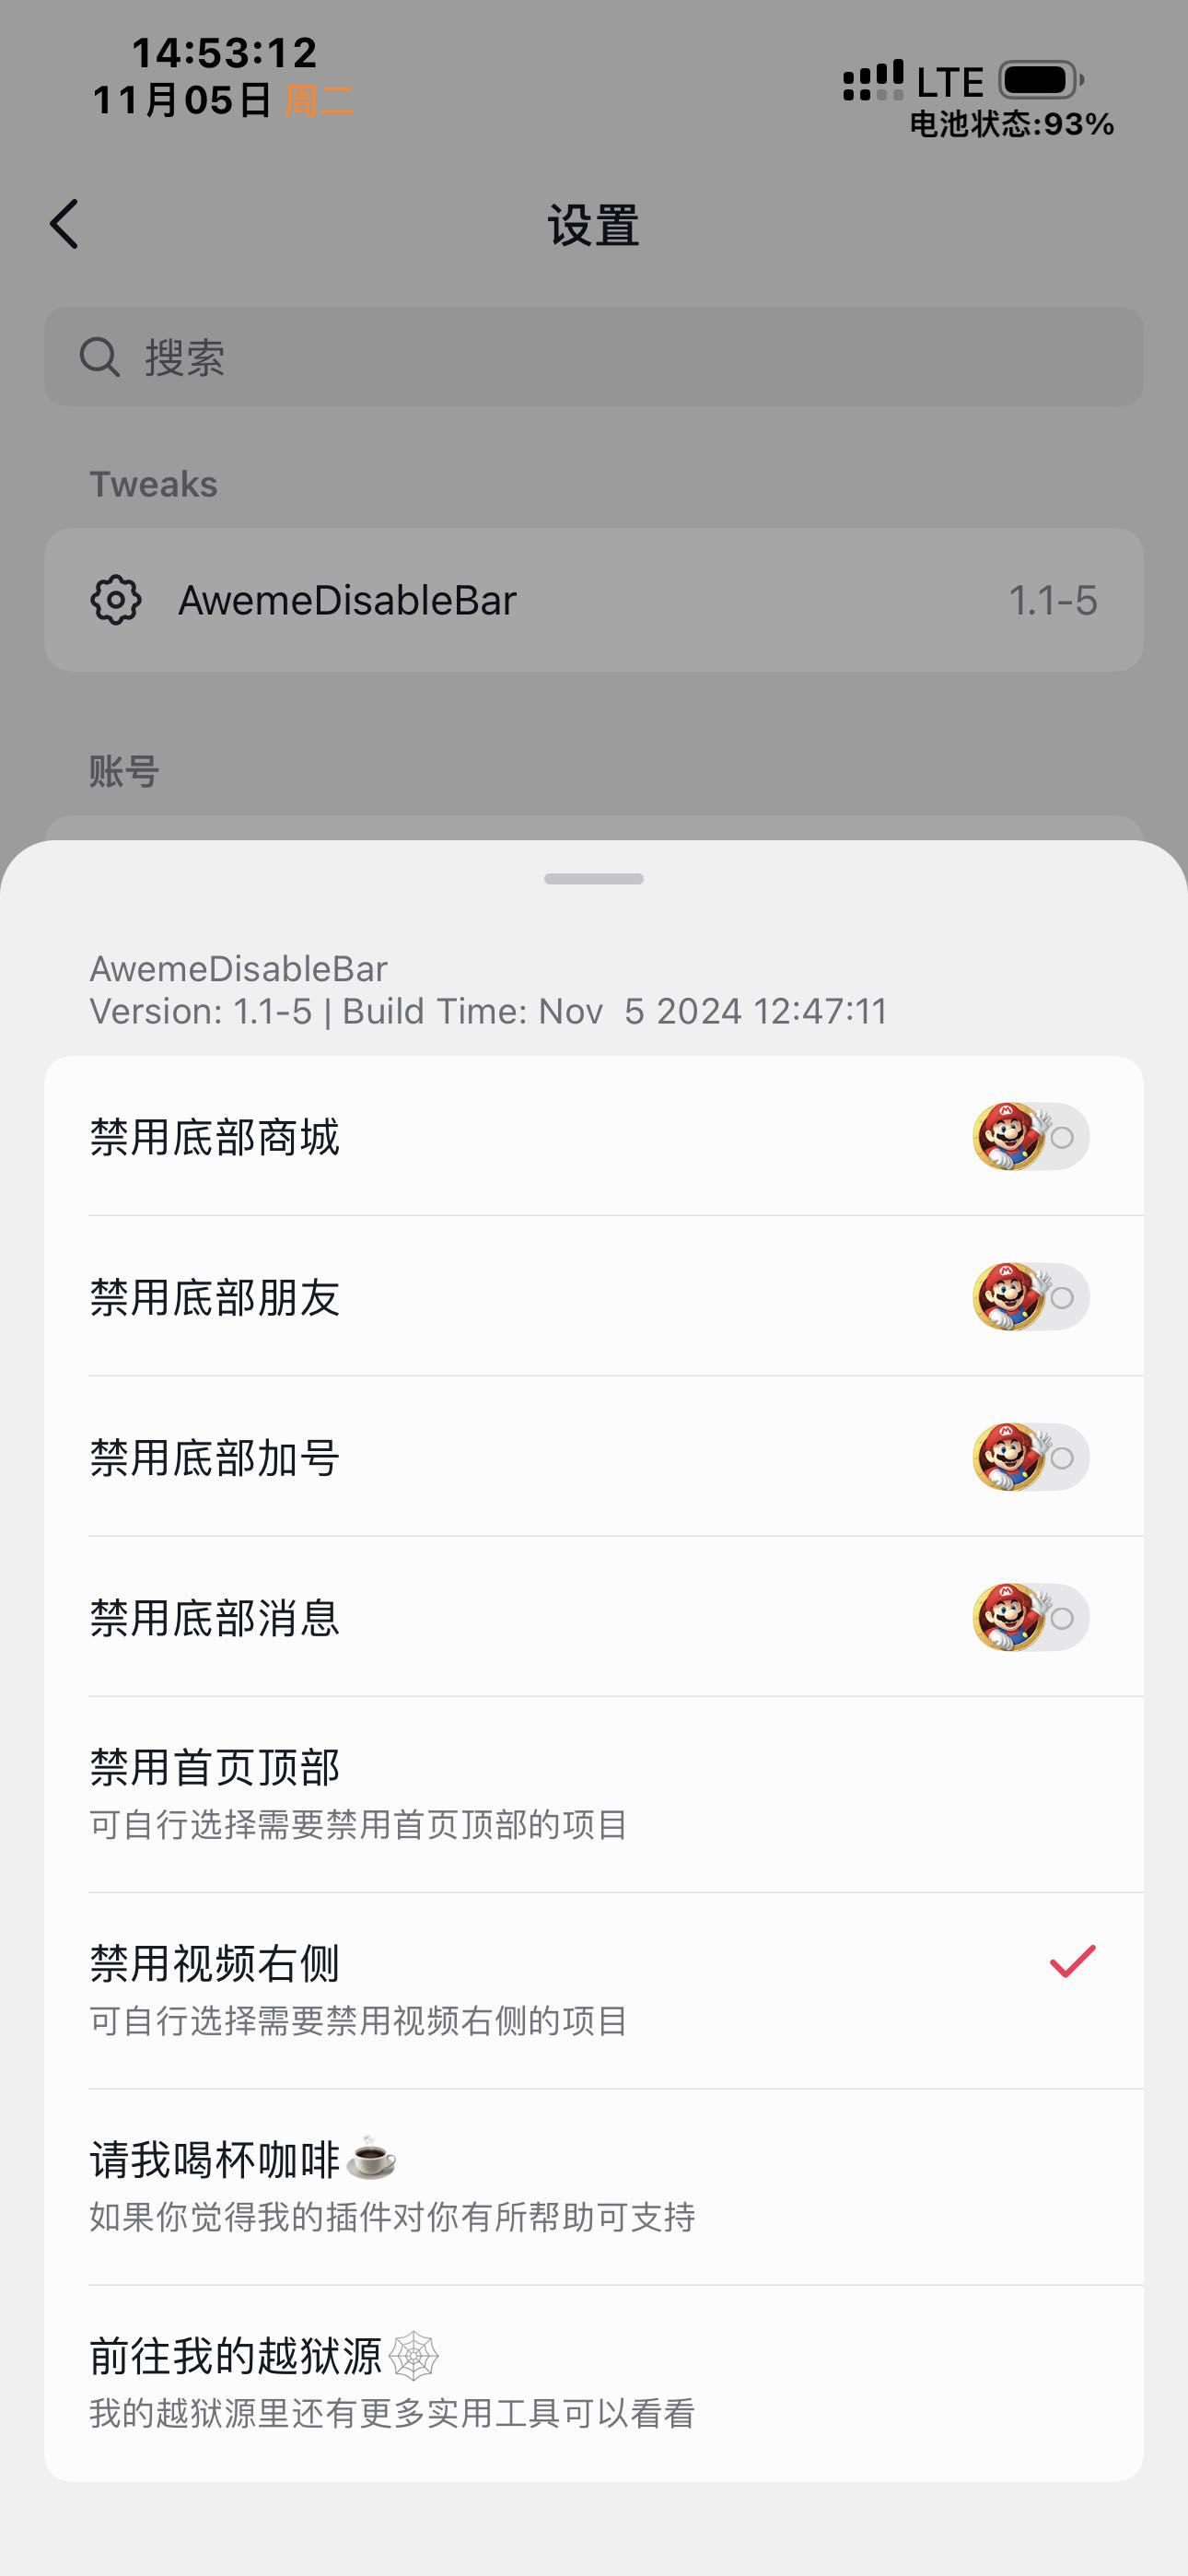 14:53:12
11月05日 周二
LTE
电池状态:93%
设置
搜索
Tweaks
AwemeDisableBar 1.1-5
账号
AwemeDisableBar
Version: 1.1-5 | Build Time: Nov  5 2024 12:47:11
禁用底部商城
禁用底部朋友
禁用底部加号
禁用底部消息
禁用首页顶部
可自行选择需要禁用首页顶部的项目
禁用视频右侧
可自行选择需要禁用视频右侧的项目
请我喝杯咖啡☕
如果你觉得我的插件对你有所帮助可支持
前往我的越狱源🕸
我的越狱源里还有更多实用工具可以看看